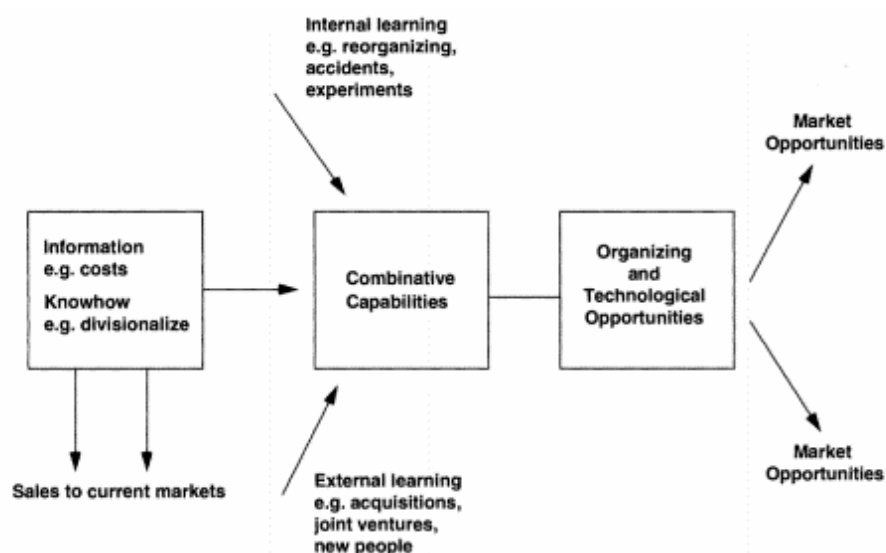 Internal learning
e.g. reorganizing,
accidents,
experiments
Market
Opportunities
Information
e.g. costs
Knowhow
e.g. divisionalize
Combinative
Capabilities
Organizing
and
Technological
Opportunities
Sales to current markets
External learning
e.g. acquisitions,
joint ventures,
new people
Market
Opportunities